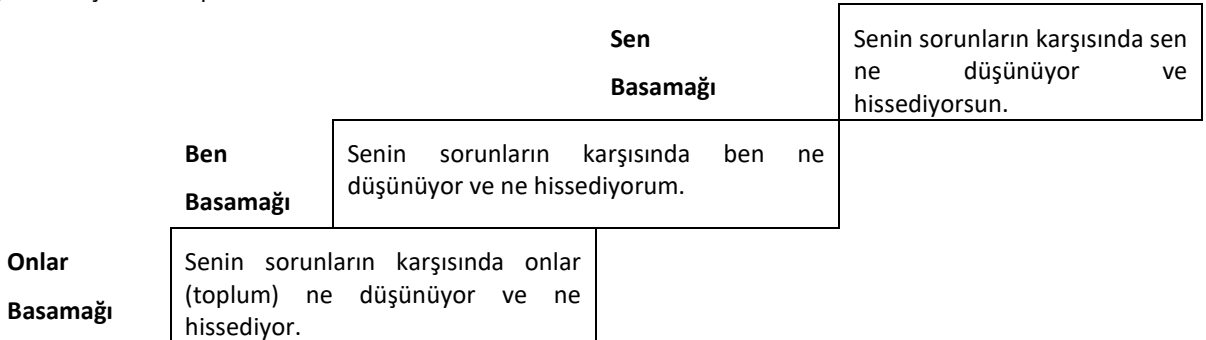 Sen
Basamağı
Senin sorunların karşısında sen
ne düşünüyor ve
hissediyorsun.
Ben
Basamağı
Senin sorunların karşısında ben ne
düşünüyor ve ne hissediyorum.
Onlar
Basamağı
Senin sorunların karşısında onlar
(toplum) ne düşünüyor ve ne
hissediyor.